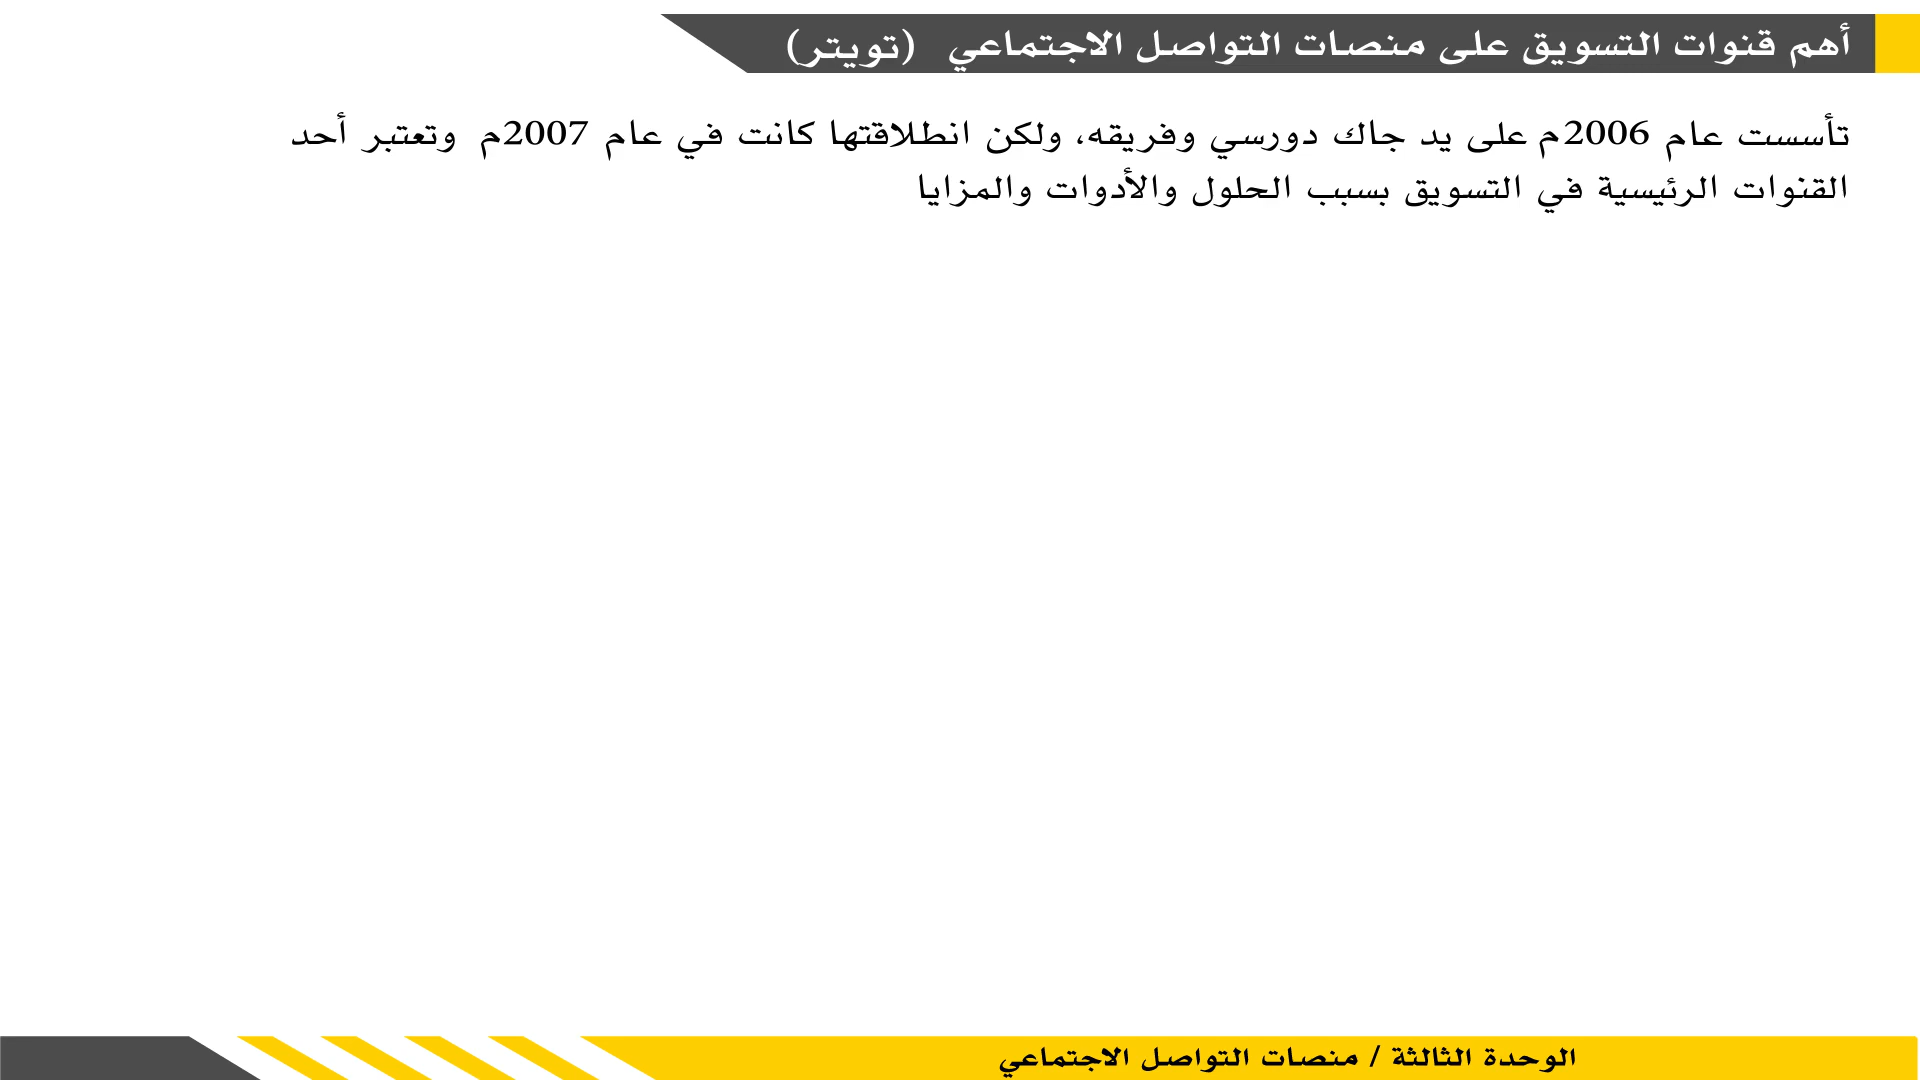 أهم قنوات التسويق على منصات التواصل الاجتماعي (تويتر)
تأسست عام 2006م على يد جاك دورسي وفريقه، ولكن انطلاقتها كانت في عام 2007م وتعتبر أحد
القنوات الرئيسية في التسويق بسبب الحلول والأدوات والمزايا
الوحدة الثالثة / منصات التواصل الاجتماعي